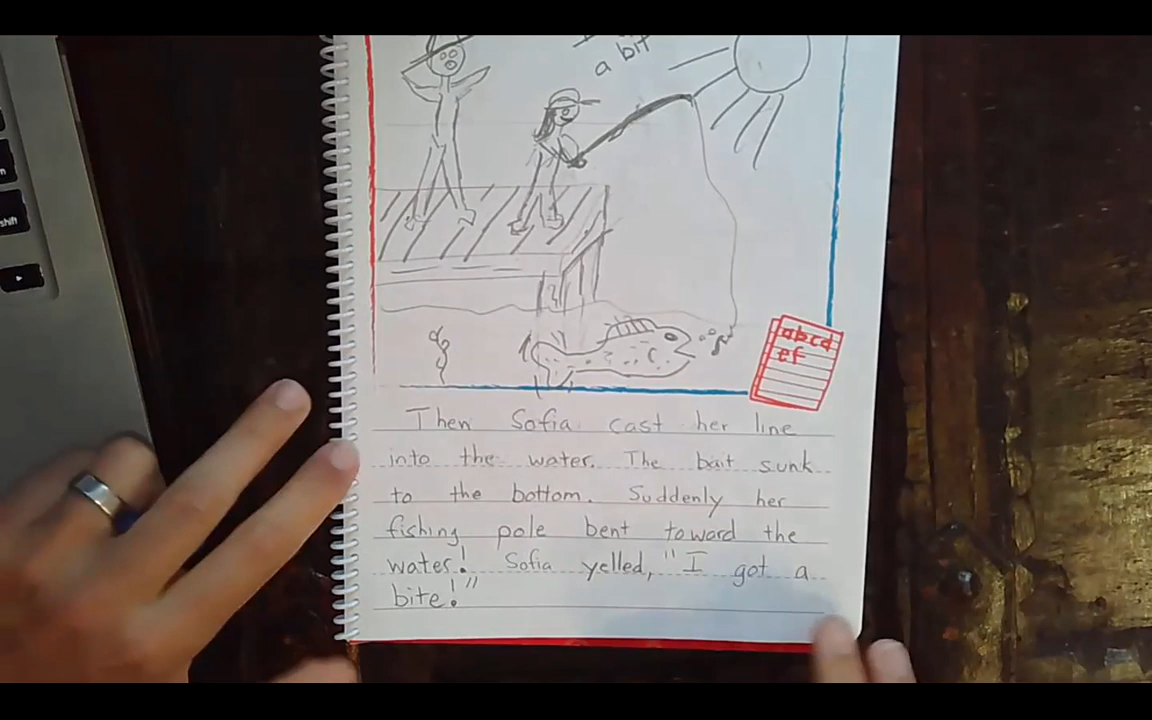 a bit
abcd
ef
Then Sofia cast her line
into the water. The bait sunk
to the bottom. Suddenly her
fishing pole bent toward the
water! Sofia yelled, "I got a
bite!"
shift